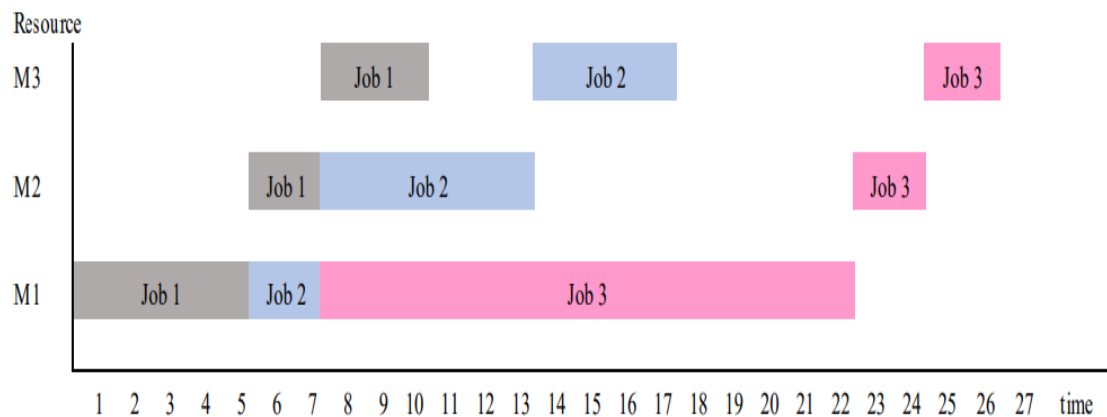 Resource
M3 Job 1 Job 2 Job 3
M2 Job 1 Job 2 Job 3
M1 Job 1 Job 2 Job 3
1 2 3 4 5 6 7 8 9 10 11 12 13 14 15 16 17 18 19 20 21 22 23 24 25 26 27 time